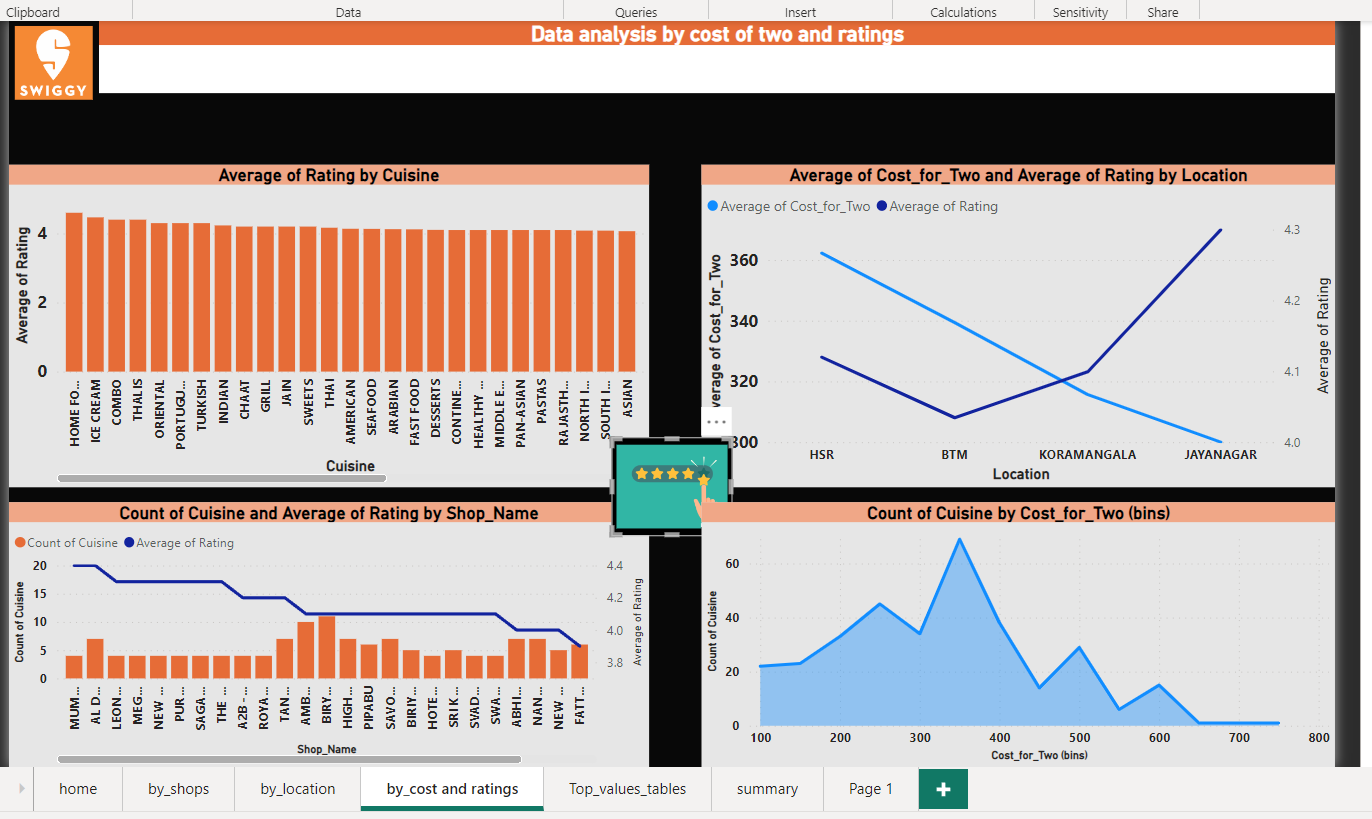 Clipboard
Data
Queries
Insert
Calculations
Sensitivity
Share
SWIGGY
Data analysis by cost of two and ratings
Average of Rating by Cuisine
Average of Rating
4
2
0
HOME FO...
ICE CREAM
COMBO
THALIS
ORIENTAL
PORTUGU...
TURKISH
INDIAN
CHAAT
GRILL
JAIN
SWEETS
THAI
AMERICAN
SEAFOOD
ARABIAN
FAST FOOD
DESSERTS
CONTINE...
HEALTHY ...
MIDDLE E...
PAN-ASIAN
PASTAS
RAJASTH...
NORTH I...
SOUTH I...
ASIAN
Cuisine
Average of Cost_for_Two and Average of Rating by Location
Average of Cost_for_Two
Average of Rating
verage of Cost_for_Two
360
340
320
300
4.3
4.2
4.1
4.0
Average of Rating
HSR
BTM
KORAMANGALA
JAYANAGAR
Location
...
Count of Cuisine and Average of Rating by Shop_Name
Count of Cuisine
Average of Rating
Count of Cuisine
20
15
10
5
0
4.4
4.2
4.0
3.8
Average of Rating
MUM...
AL D...
LEON...
MEG...
NEW ...
PUR...
SAGA...
THE ...
A2B -...
ROYA...
TAN...
AMB...
BIRY...
HIGH...
PIPABU
SAVO...
BIRIY...
HOTE...
SRI K...
SVAD...
SWA...
ABHI...
NAN...
NEW ...
FATT...
Shop_Name
Count of Cuisine by Cost_for_Two (bins)
Count of Cuisine
60
40
20
0
100
200
300
400
500
600
700
800
Cost_for_Two (bins)
home
by_shops
by_location
by_cost and ratings
Top_values_tables
summary
Page 1
+